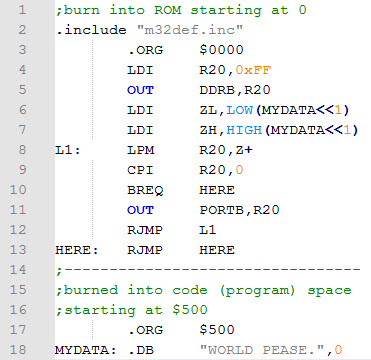 1 ;burn into ROM starting at 0
2 .include "m32def.inc"
3 .ORG $0000
4 LDI R20,0xFF
5 OUT DDRB,R20
6 LDI ZL,LOW(MYDATA<<1)
7 LDI ZH,HIGH(MYDATA<<1)
8 L1: LPM R20,Z+
9 CPI R20,0
10 BREQ HERE
11 OUT PORTB,R20
12 RJMP L1
13 HERE: RJMP HERE
14 ;---------------------------------
15 ;burned into code (program) space
16 ;starting at $500
17 .ORG $500
18 MYDATA: .DB "WORLD PEASE.",0